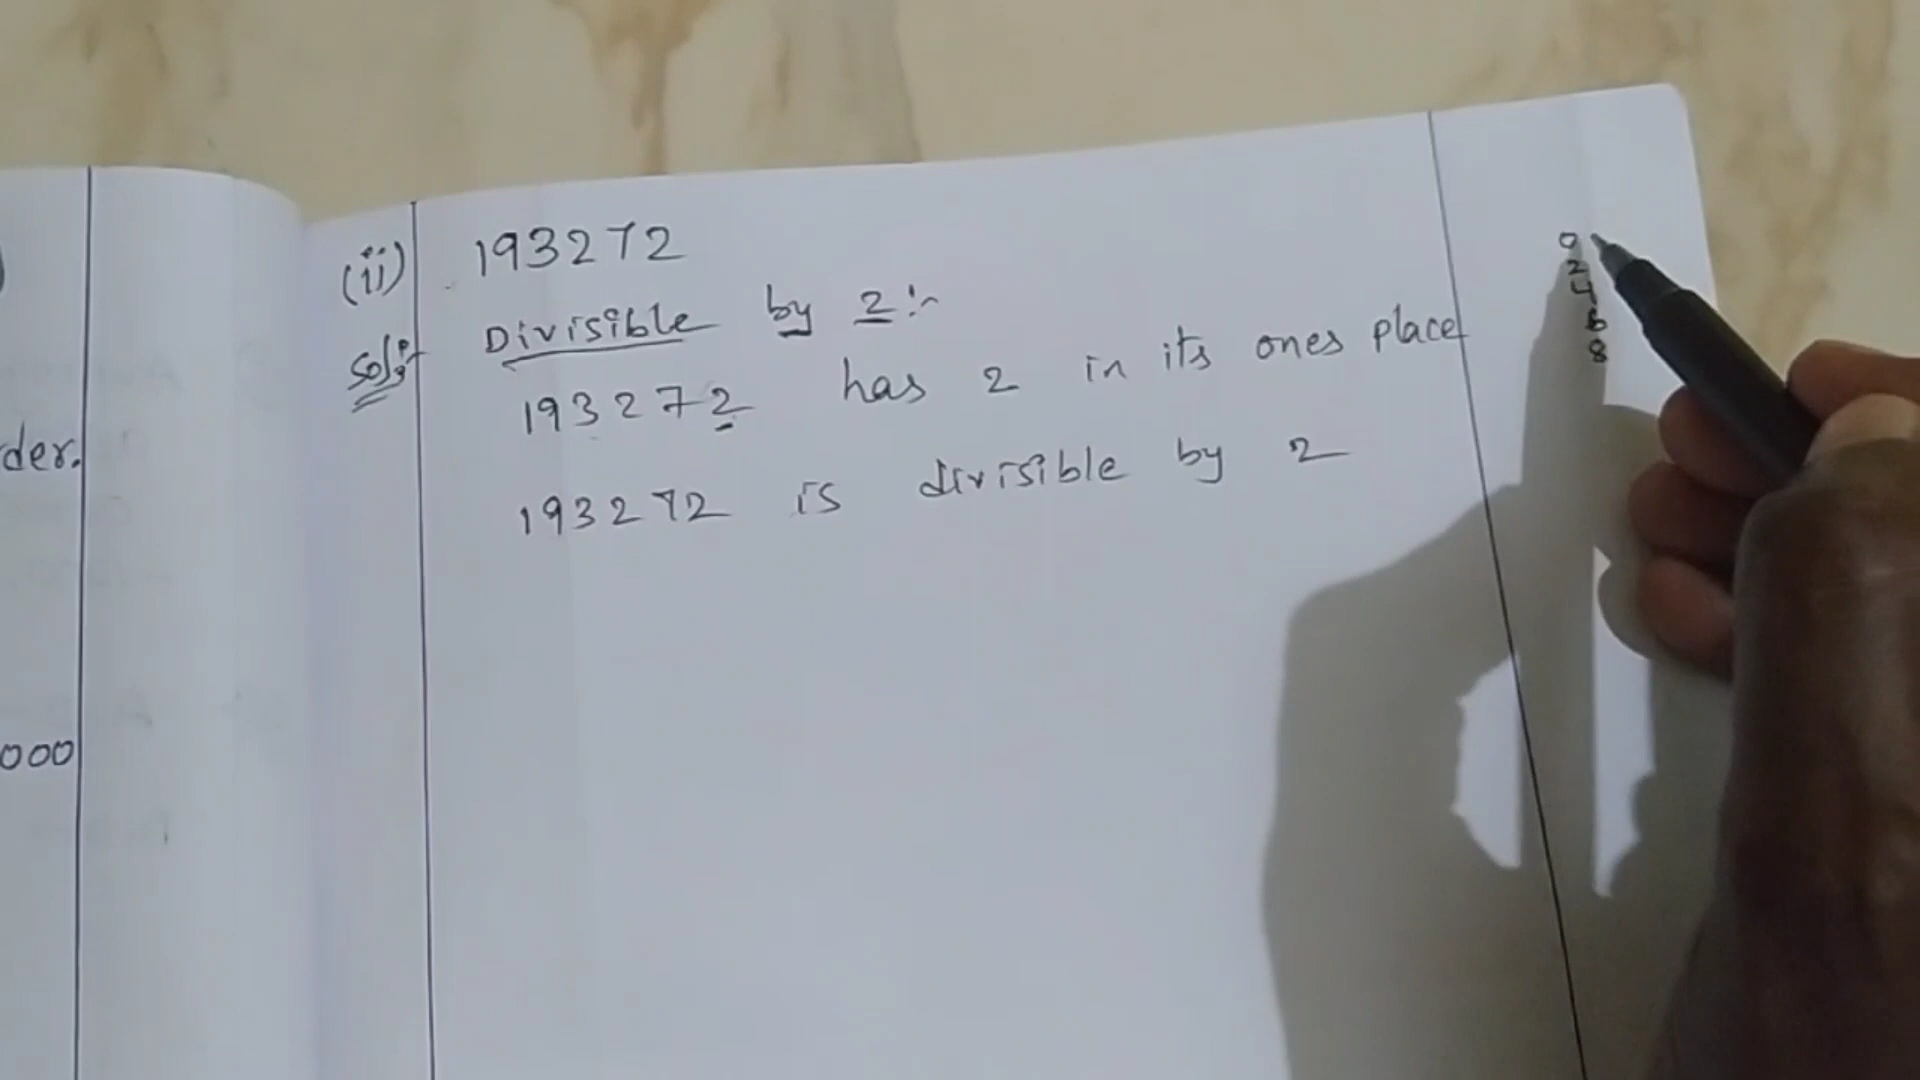 der.
000
(ii) 193272
Sol:- Divisible by 2:-
193272 has 2 in its ones place
193272 is divisible by 2
0
2
4
6
8